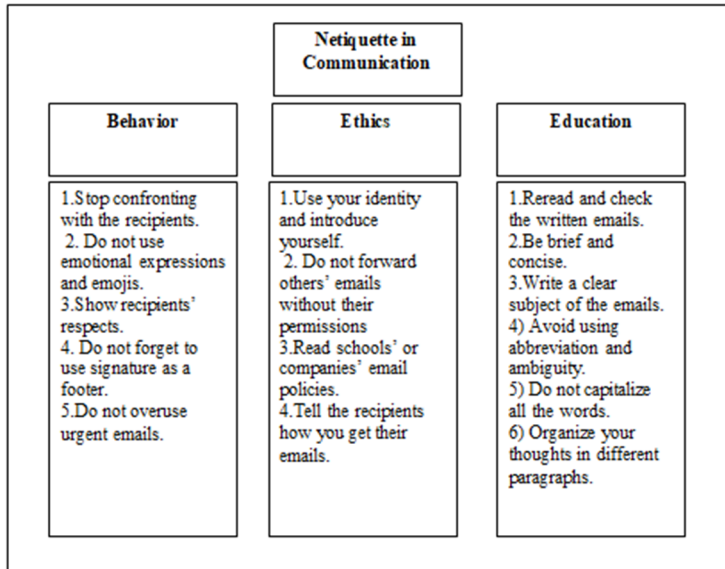 Netiquette in
Communication
Behavior
1.Stop confronting
with the recipients.
2. Do not use
emotional expressions
and emojis.
3.Show recipients’
respects.
4. Do not forget to
use signature as a
footer.
5.Do not overuse
urgent emails.
Ethics
1.Use your identity
and introduce
yourself.
2. Do not forward
others’ emails
without their
permissions
3.Read schools’ or
companies’ email
policies.
4.Tell the recipients
how you get their
emails.
Education
1.Reread and check
the written emails.
2.Be brief and
concise.
3.Write a clear
subject of the emails.
4) Avoid using
abbreviation and
ambiguity.
5) Do not capitalize
all the words.
6) Organize your
thoughts in different
paragraphs.